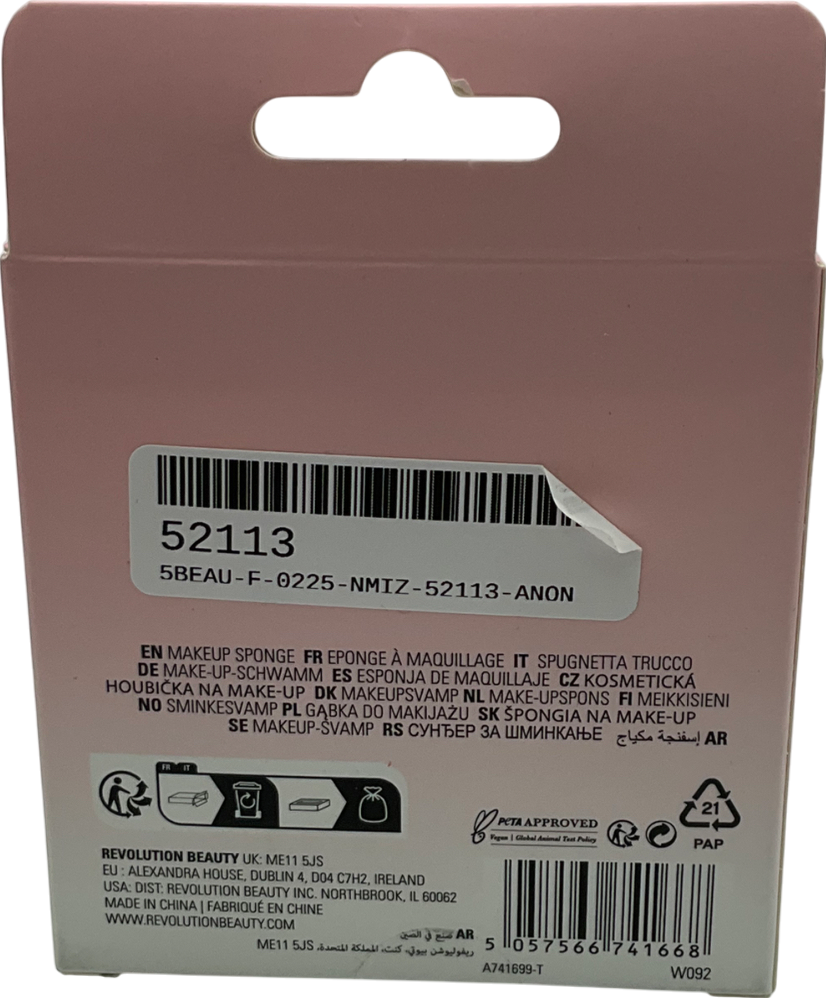 52113
5BEAU-F-0225-NMIZ-52113-ANON
EN MAKEUP SPONGE FR EPONGE À MAQUILLAGE IT SPUGNETTA TRUCCO
DE MAKE-UP-SCHWAMM ES ESPONJA DE MAQUILLAJE CZ KOSMETICKÁ
HOUBIČKA NA MAKE-UP DK MAKEUPSVAMP NL MAKE-UPSPONS FI MEIKKISIENI
NO SMINKESVAMP PL GĄBKA DO MAKIJAŻU SK ŠPONGIA NA MAKE-UP
SE MAKEUP-SVAMP RS СУНЂЕР ЗА ШМИНКАЊЕ AR إسفنجة مكياج
FR IT
PETA APPROVED
Vegan | Global Animal Test Policy
21
PAP
REVOLUTION BEAUTY UK: ME11 5JS
EU : ALEXANDRA HOUSE, DUBLIN 4, D04 C7H2, IRELAND
USA: DIST: REVOLUTION BEAUTY INC. NORTHBROOK, IL 60062
MADE IN CHINA | FABRIQUÉ EN CHINE
WWW.REVOLUTIONBEAUTY.COM
AR صنع في الصين
ريفوليوشن بيوتي، كنت، المملكة المتحدة، ME11 5JS
5 057566 741668
A741699-T W092